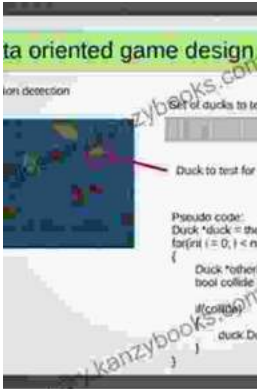 ta oriented game design
ion detection
Set of ducks to te
Duck to test for
Pseudo code:
Duck *duck = the
for(int i = 0; i < n
{
Duck *other
bool collide
if(collide)
{
duck.Do
}
}
kanzybooks.com
kanzybooks.com